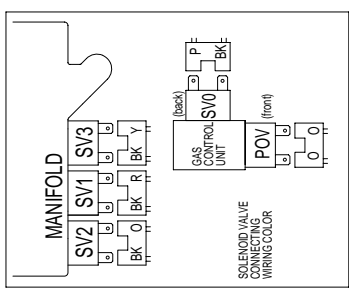 MANIFOLD
SV2
SV1
SV3
BK O
BK R
BK Y
P
BK
(back)
SV0
GAS
CONTROL
UNIT
POV
(front)
O
O
SOLENOID VALVE
CONNECTING
WIRING COLOR